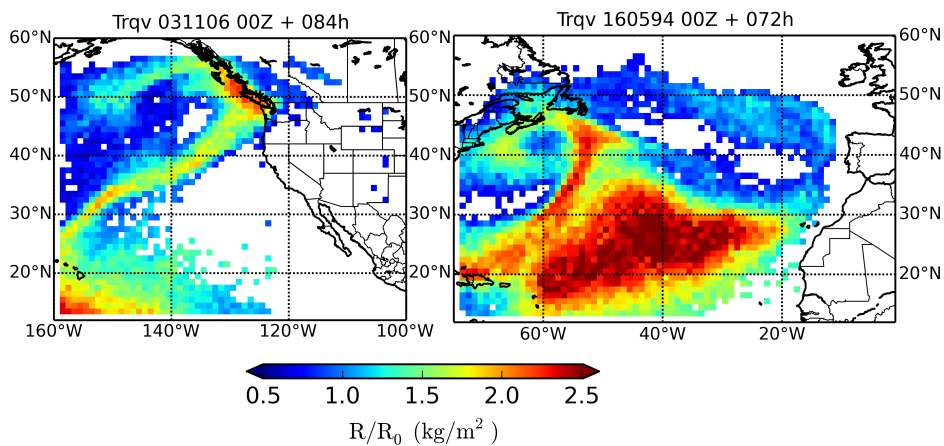 Trqv 031106 00Z + 084h
Trqv 160594 00Z + 072h
60°N
50°N
40°N
30°N
20°N
160°W
140°W
120°W
100°W
60°N
50°N
40°N
30°N
20°N
60°N
50°N
40°N
30°N
20°N
60°W
40°W
20°W
0.5
1.0
1.5
2.0
2.5
R/R₀ (kg/m² )